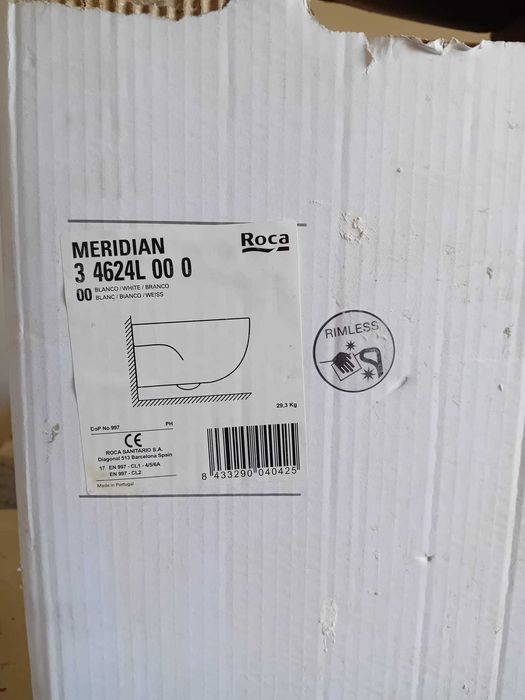 MERIDIAN
Roca
3 4624L 00 0
00 BLANCO / WHITE / BRANCO
BLANC / BIANCO / WEISS
RIMLESS
29,3 Kg
DoP No 997
PH
CE
ROCA SANITARIO S.A.
Diagonal 513 Barcelona Spain
17 EN 997 - CL1 - 4/5/6A
EN 997 - CL2
Made in Portugal
8 433290 040425